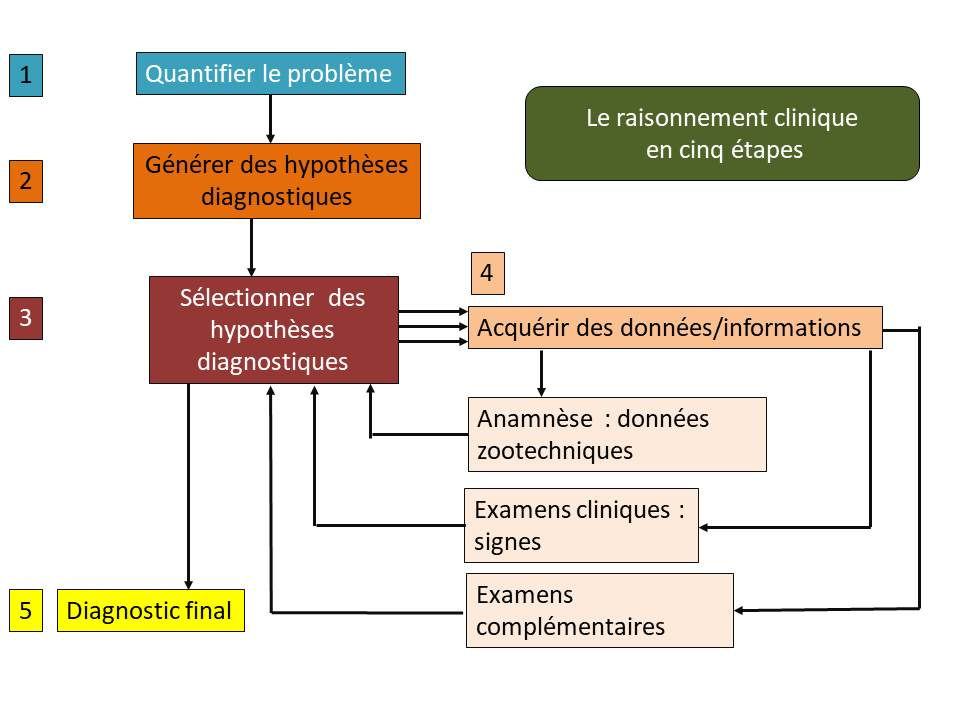 1
Quantifier le problème
Le raisonnement clinique
en cinq étapes
2
Générer des hypothèses
diagnostiques
4
3
Sélectionner des
hypothèses
diagnostiques
Acquérir des données/informations
Anamnèse : données
zootechniques
Examens cliniques :
signes
Examens
complémentaires
5
Diagnostic final